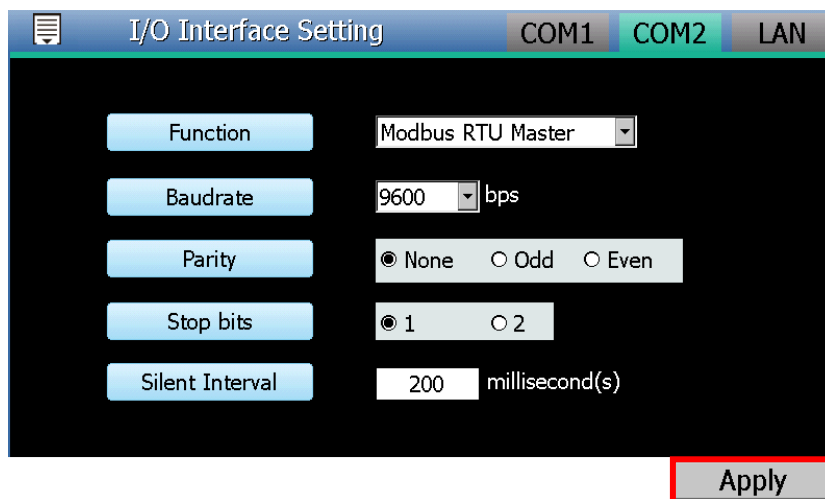 I/O Interface Setting COM1 COM2 LAN
Function Modbus RTU Master
Baudrate 9600 bps
Parity None Odd Even
Stop bits 1 2
Silent Interval 200 millisecond(s)
Apply